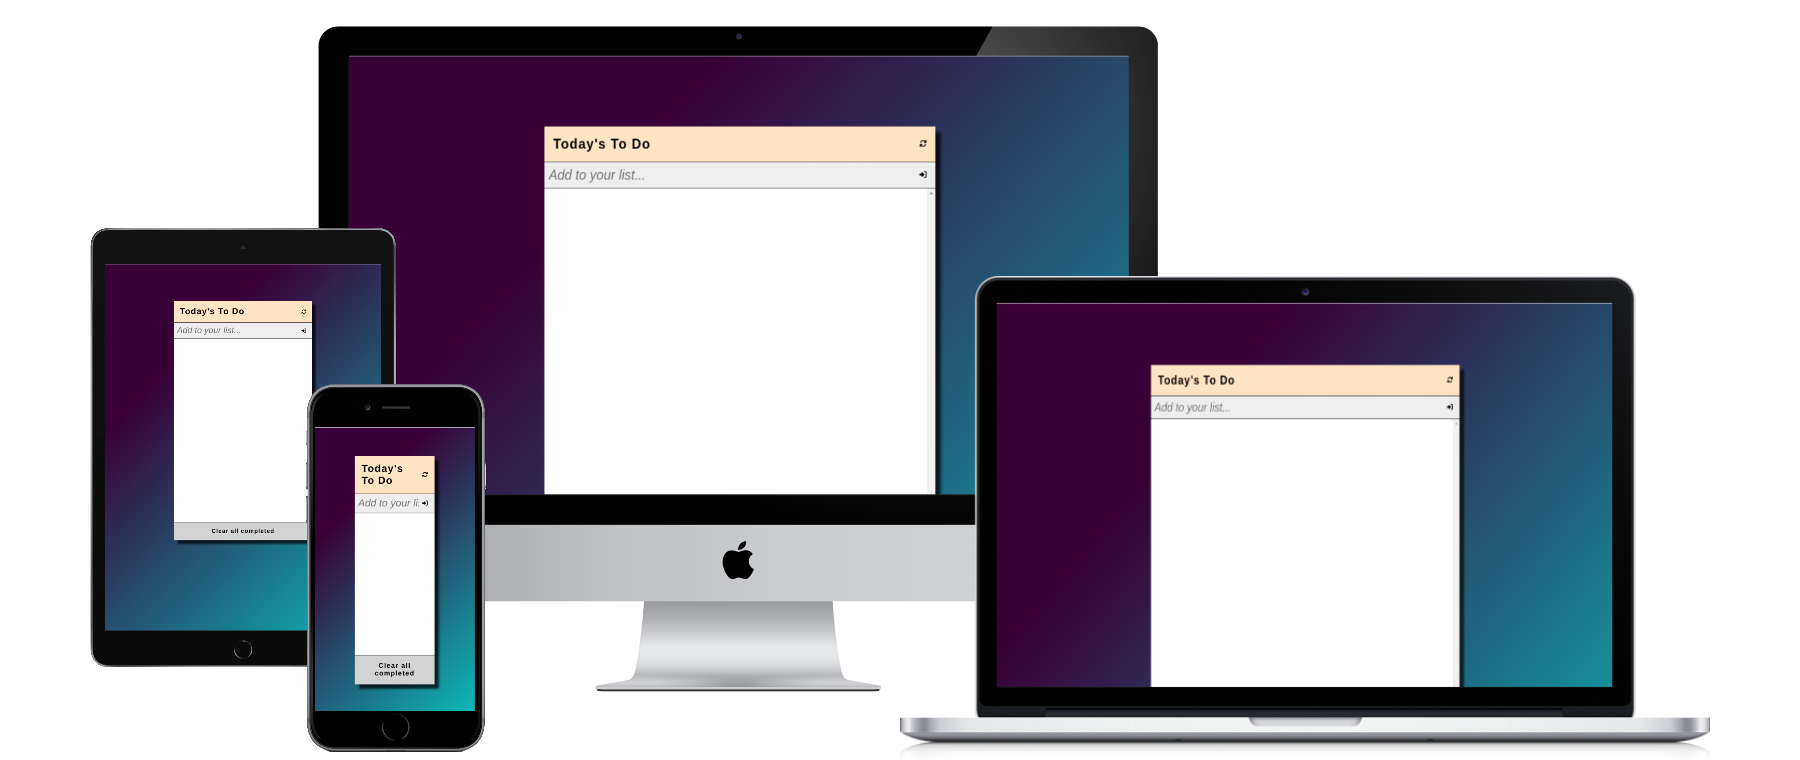 Today's To Do
Add to your list...
Today's To Do
Add to your list...
Clear all completed
Today's
To Do
Add to your li
Clear all
completed
Today's To Do
Add to your list...